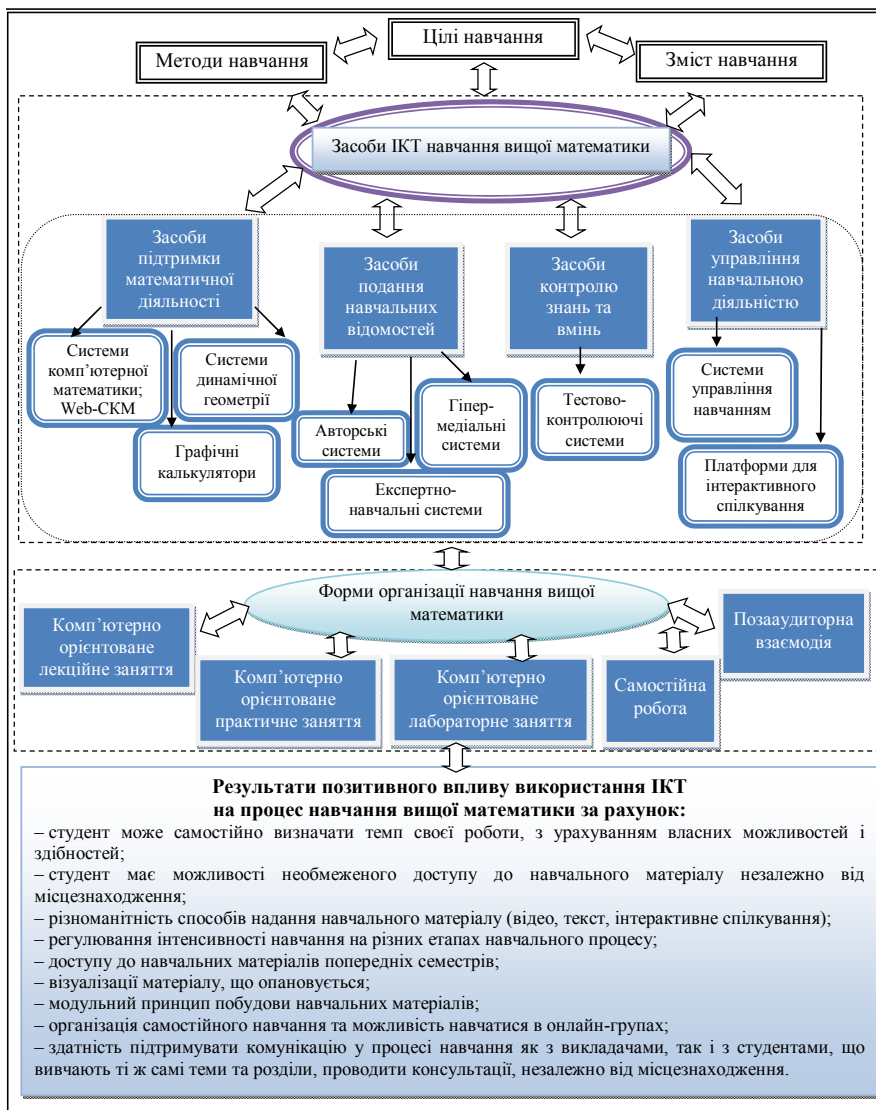 Цілі навчання
Методи навчання
Зміст навчання
Засоби ІКТ навчання вищої математики
Засоби
підтримки
математичної
діяльності
Засоби
подання
навчальних
відомостей
Засоби
контролю
знань та
вмінь
Засоби
управління
навчальною
діяльністю
Системи
комп’ютерної
математики;
Web-СКМ
Системи
динамічної
геометрії
Графічні
калькулятори
Авторські
системи
Гіпер-
медіальні
системи
Експертно-
навчальні системи
Тестово-
контролюючі
системи
Системи
управління
навчанням
Платформи для
інтерактивного
спілкування
Форми організації навчання вищої
математики
Комп’ютерно
орієнтоване
лекційне заняття
Комп’ютерно
орієнтоване
практичне заняття
Комп’ютерно
орієнтоване
лабораторне заняття
Самостійна
робота
Позааудиторна
взаємодія
Результати позитивного впливу використання ІКТ
на процес навчання вищої математики за рахунок:
– студент може самостійно визначати темп своєї роботи, з урахуванням власних можливостей і
здібностей;
– студент має можливості необмеженого доступу до навчального матеріалу незалежно від
місцезнаходження;
– різноманітність способів надання навчального матеріалу (відео, текст, інтерактивне спілкування);
– регулювання інтенсивності навчання на різних етапах навчального процесу;
– доступу до навчальних матеріалів попередніх семестрів;
– візуалізації матеріалу, що опановується;
– модульний принцип побудови навчальних матеріалів;
– організація самостійного навчання та можливість навчатися в онлайн-групах;
– здатність підтримувати комунікацію у процесі навчання як з викладачами, так і з студентами, що
вивчають ті ж самі теми та розділи, проводити консультації, незалежно від місцезнаходження.